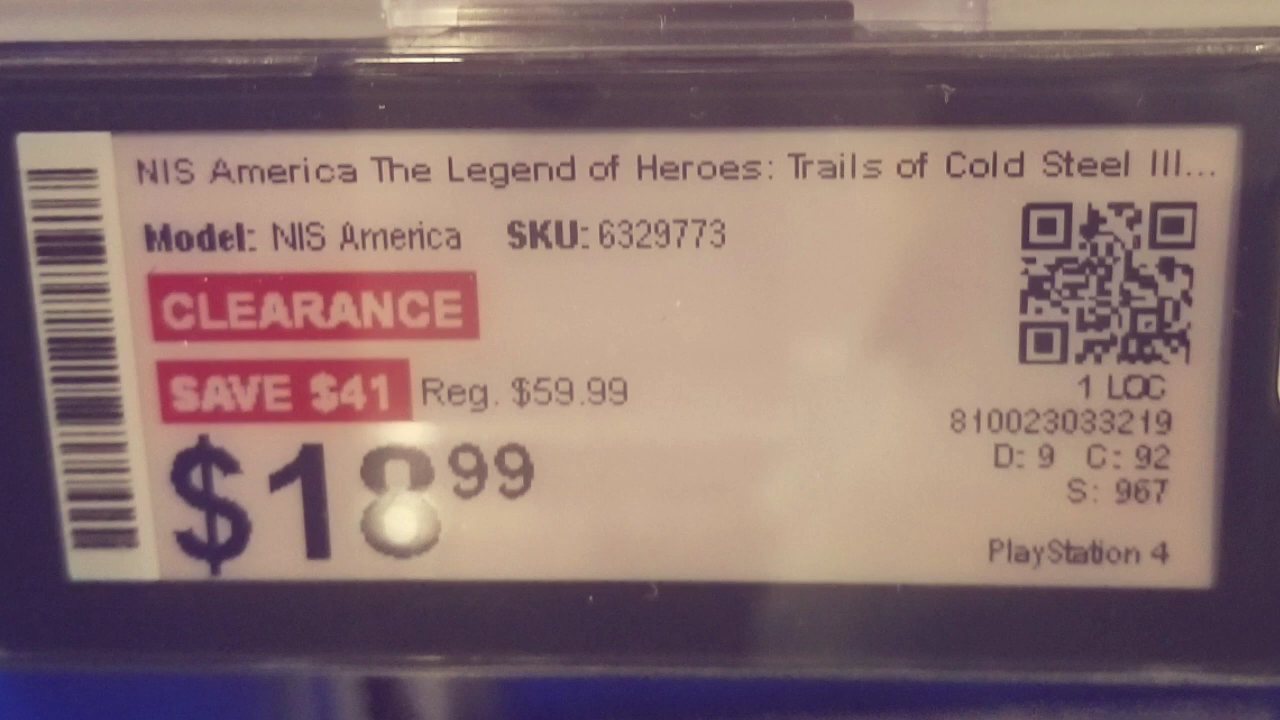 NIS America The Legend of Heroes: Trails of Cold Steel III...
Model: NIS America SKU: 6329773
CLEARANCE
SAVE $41 Reg. $59.99
$18 99
1 LOC
810023033219
D: 9 C: 92
S: 967
PlayStation 4